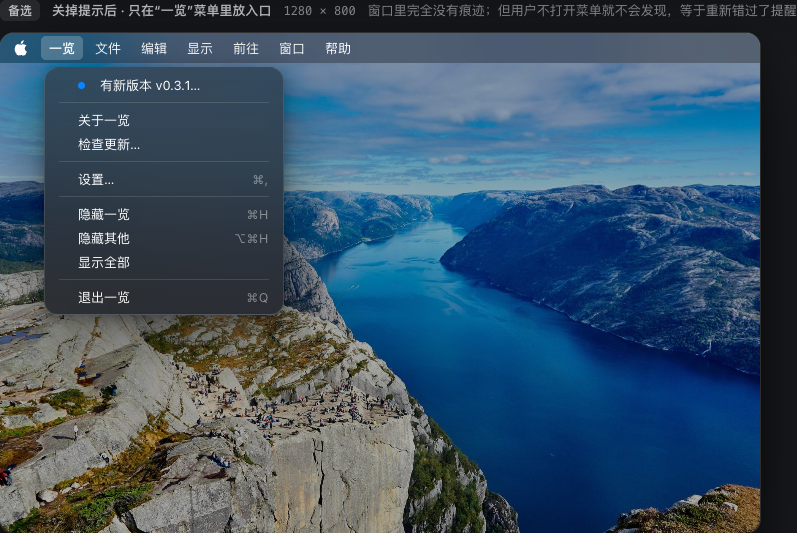 备选 关掉提示后 · 只在“一览”菜单里放入口 1280 × 800 窗口里完全没有痕迹；但用户不打开菜单就不会发现，等于重新错过了提醒
一览 文件 编辑 显示 前往 窗口 帮助
有新版本 v0.3.1...
关于一览
检查更新...
设置... ⌘,
隐藏一览 ⌘H
隐藏其他 ⌥⌘H
显示全部
退出一览 ⌘Q